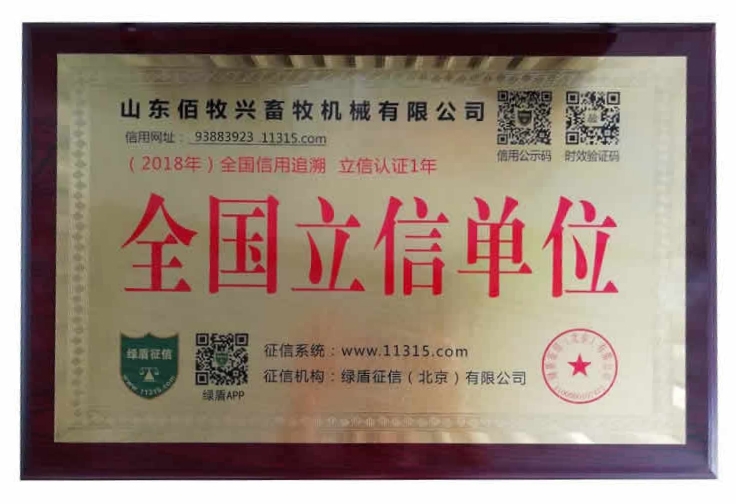 山东佰牧兴畜牧机械有限公司
信用网址： 93883923 11315.com
信用公示码 时效验证码
（2018年）全国信用追溯 立信认证1年
全国立信单位
绿盾征信
www.11315.com
绿盾APP
征信系统：www.11315.com
征信机构：绿盾征信（北京）有限公司